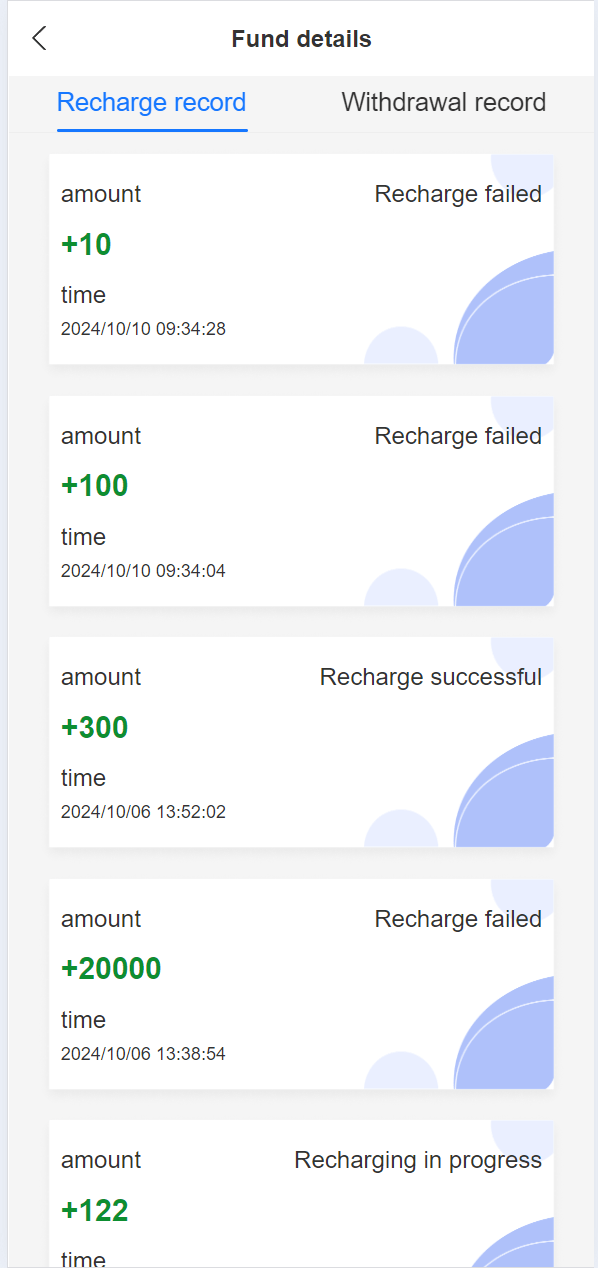 Fund details
Recharge record Withdrawal record
amount Recharge failed
+10
time
2024/10/10 09:34:28
amount Recharge failed
+100
time
2024/10/10 09:34:04
amount Recharge successful
+300
time
2024/10/06 13:52:02
amount Recharge failed
+20000
time
2024/10/06 13:38:54
amount Recharging in progress
+122
time